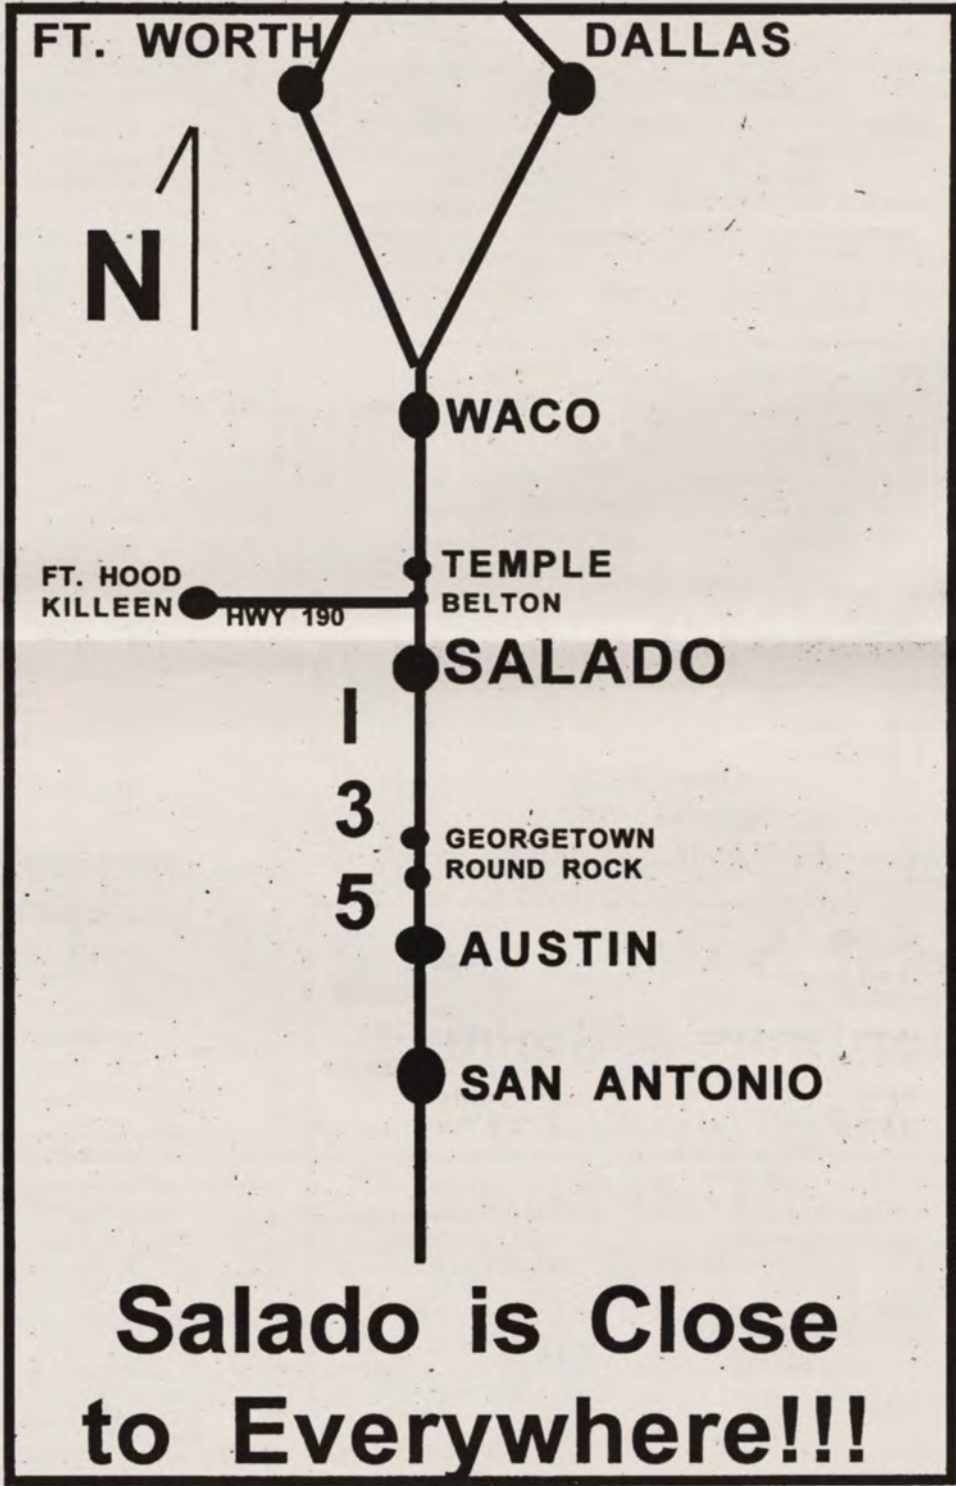 FT. WORTH
DALLAS
N
WACO
TEMPLE
FT. HOOD
KILLEEN
HWY 190
BELTON
SALADO
I
3
5
GEORGETOWN
ROUND ROCK
AUSTIN
SAN ANTONIO
Salado is Close
to Everywhere!!!